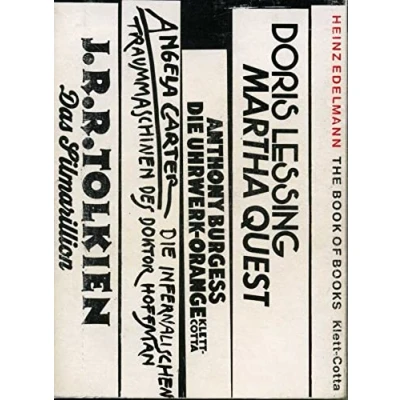 J.R.R.TOLKIEN
Das Silmarillion
ANGELA CARTER – DIE INFERNALISCHEN
TRAUMMASCHINEN DES DOKTOR HOFFMAN
ANTHONY BURGESS
DIE UHRWERK-ORANGE KLETT-
COTTA
DORIS LESSING
MARTHA QUEST
HEINZ EDELMANN THE BOOK OF BOOKS Klett-Cotta